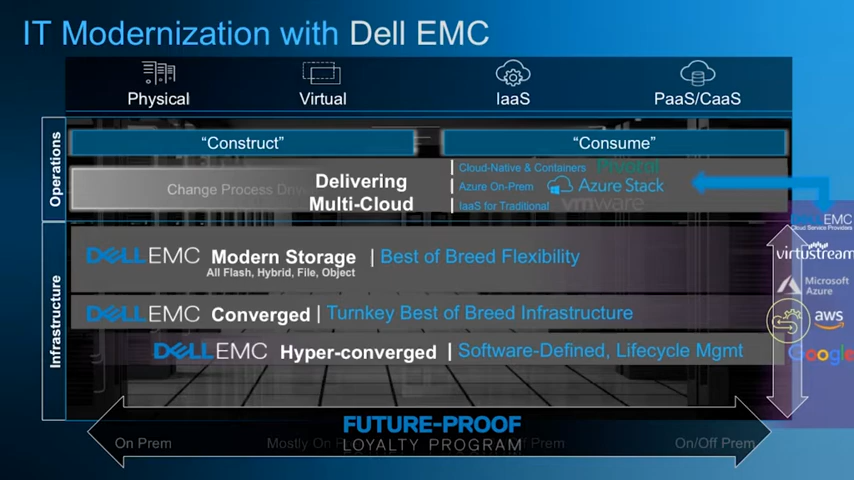 IT Modernization with Dell EMC
Physical
Virtual
IaaS
PaaS/CaaS
Operations
"Construct"
"Consume"
Change Process
Delivering
Multi-Cloud
Cloud-Native & Containers Pivotal
Azure On-Prem Azure Stack
IaaS for Traditional vmware
Infrastructure
DELLEMC Modern Storage | Best of Breed Flexibility
All Flash, Hybrid, File, Object
DELLEMC Converged | Turnkey Best of Breed Infrastructure
DELLEMC Hyper-converged | Software-Defined, Lifecycle Mgmt
DELLEMC
Cloud Service Providers
virtustream
Microsoft
Azure
aws
Google
FUTURE-PROOF
LOYALTY PROGRAM
On Prem
Mostly On
Prem
On/Off Prem